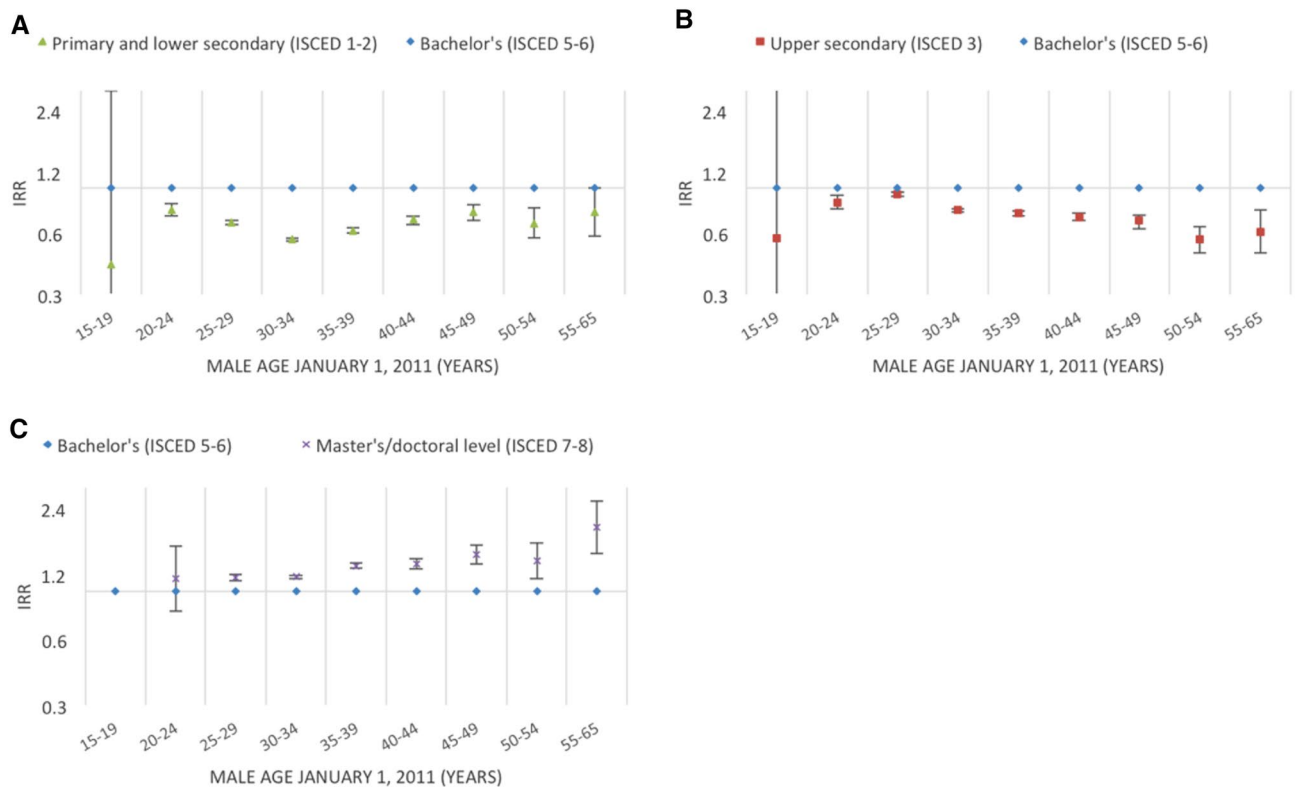 A
Primary and lower secondary (ISCED 1-2) Bachelor's (ISCED 5-6)
2.4
1.2
0.6
0.3
IRR
15-19 20-24 25-29 30-34 35-39 40-44 45-49 50-54 55-65
MALE AGE JANUARY 1, 2011 (YEARS)
B
Upper secondary (ISCED 3) Bachelor's (ISCED 5-6)
2.4
1.2
0.6
0.3
IRR
15-19 20-24 25-29 30-34 35-39 40-44 45-49 50-54 55-65
MALE AGE JANUARY 1, 2011 (YEARS)
C
Bachelor's (ISCED 5-6) Master's/doctoral level (ISCED 7-8)
2.4
1.2
0.6
0.3
IRR
15-19 20-24 25-29 30-34 35-39 40-44 45-49 50-54 55-65
MALE AGE JANUARY 1, 2011 (YEARS)